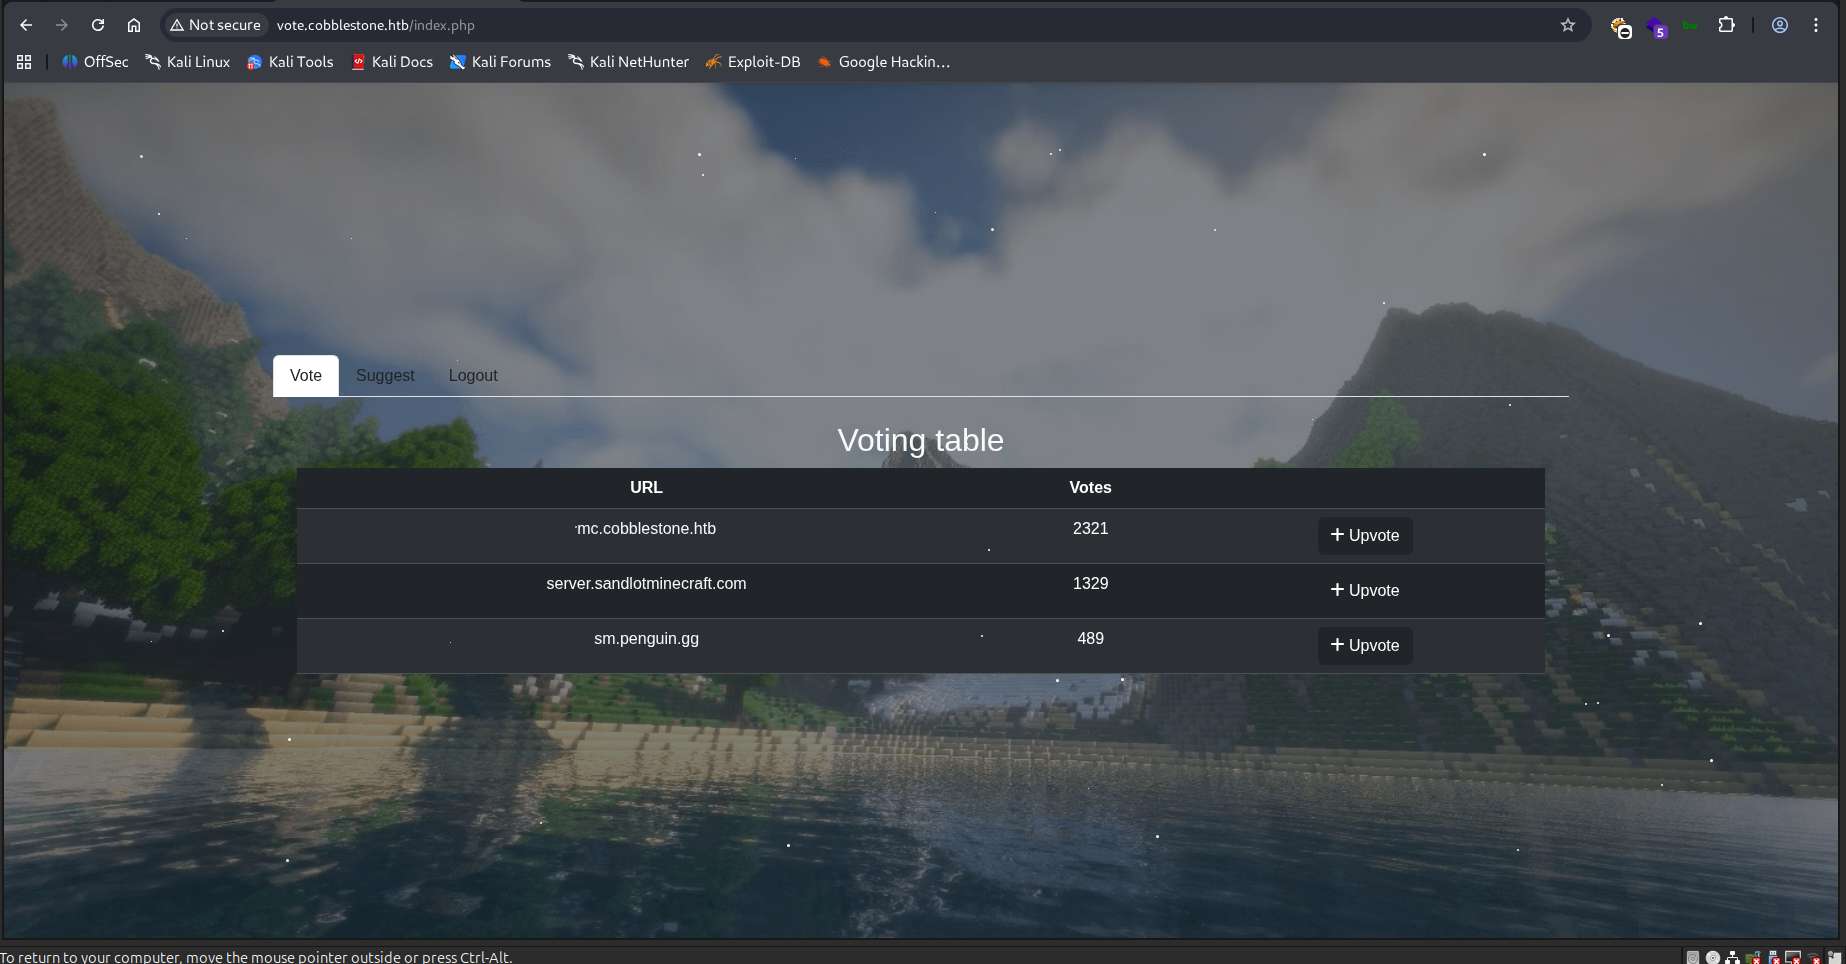 Not secure vote.cobblestone.htb/index.php
5
OffSec Kali Linux Kali Tools Kali Docs Kali Forums Kali NetHunter Exploit-DB Google Hackin...
Vote Suggest Logout
Voting table
URL Votes
mc.cobblestone.htb 2321 + Upvote
server.sandlotminecraft.com 1329 + Upvote
sm.penguin.gg 489 + Upvote
To return to your computer, move the mouse pointer outside or press Ctrl-Alt.